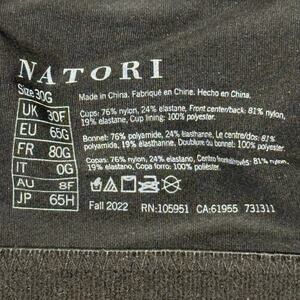 NATORI
Size 30G
UK 30F
EU 65G
FR 80G
IT 0G
AU 8F
JP 65H
Made in China. Fabriqué en Chine. Hecho en China.
Cups: 76% nylon, 24% elastane, Front center/back: 81% nylon,
19% elastane, Cup lining: 100% polyester.
Bonnet: 76% polyamide, 24% élasthanne, Le centre/dos: 81%
polyamide, 19% élasthanne, Doublure du bonnet: 100% polyester.
Copas: 76% nylon, 24% elastano, Centro frontal/ : 81% nylon,
19% elastano, Copa forro: 100% poliéster.
Fall 2022 RN:105951 CA:61955 731311